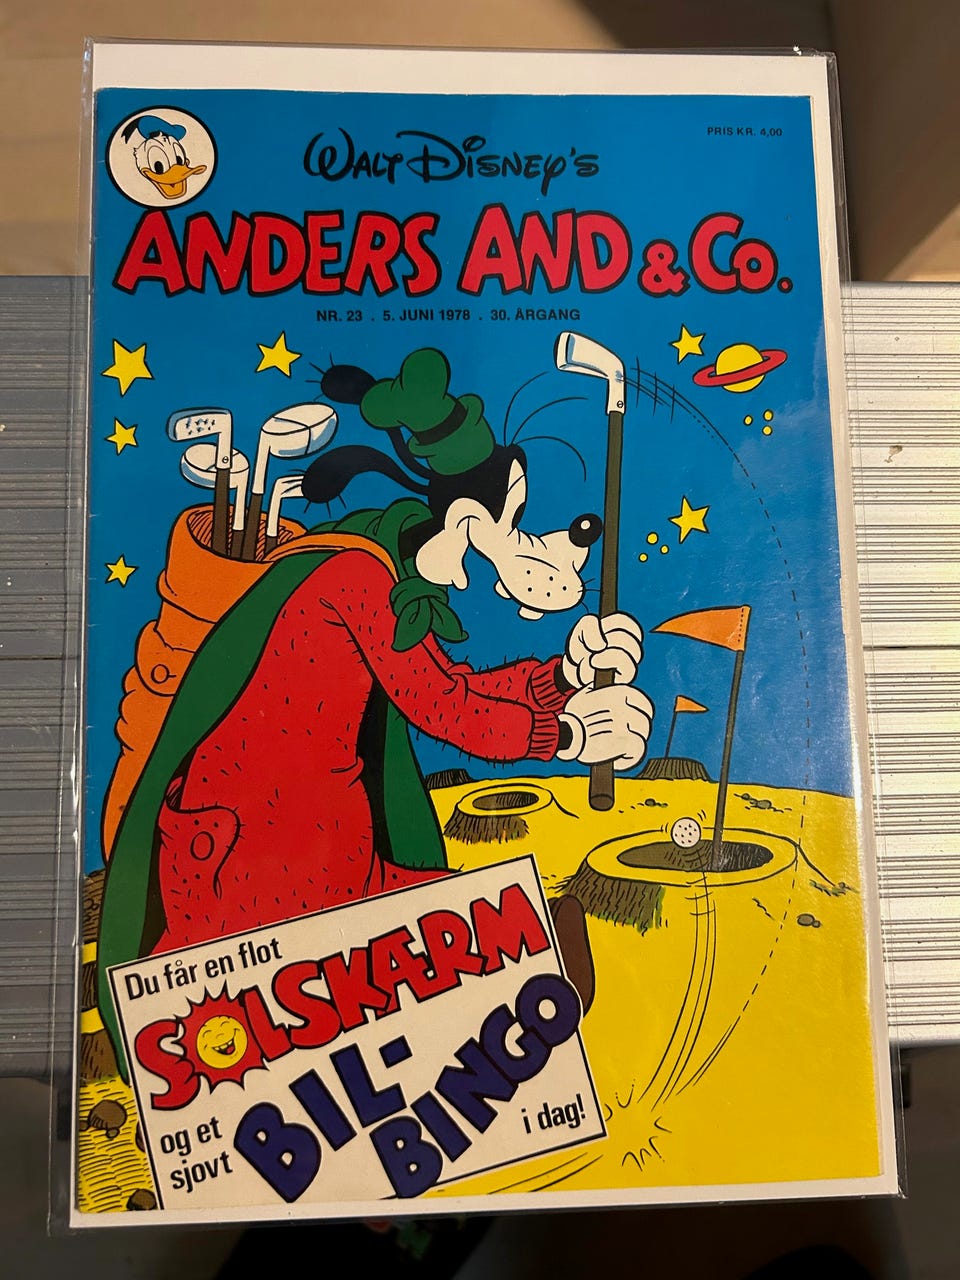 PRIS KR. 4,00
WALT DISNEY'S
ANDERS AND & CO.
NR. 23 . 5. JUNI 1978 . 30. ÅRGANG
Du får en flot
SOLSKÆRM
og et
sjovt
BIL-
BINGO
i dag!